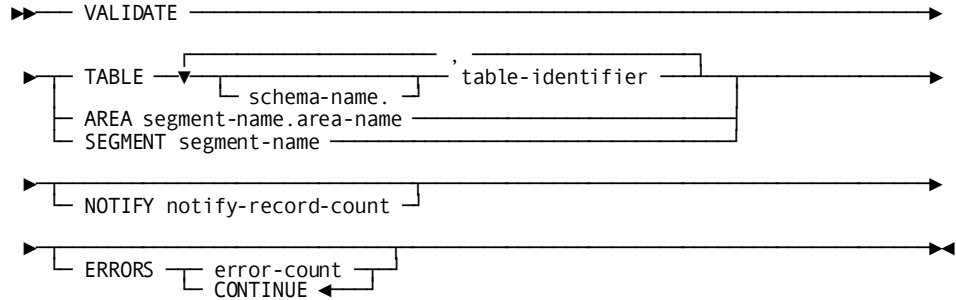 VALIDATE
,
TABLE table-identifier
schema-name.
AREA segment-name.area-name
SEGMENT segment-name
NOTIFY notify-record-count
ERRORS error-count
CONTINUE